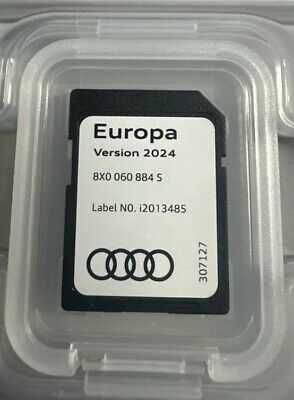 Europa
Version 2024
8X0 060 884 S
Label N0. i2013485
307127